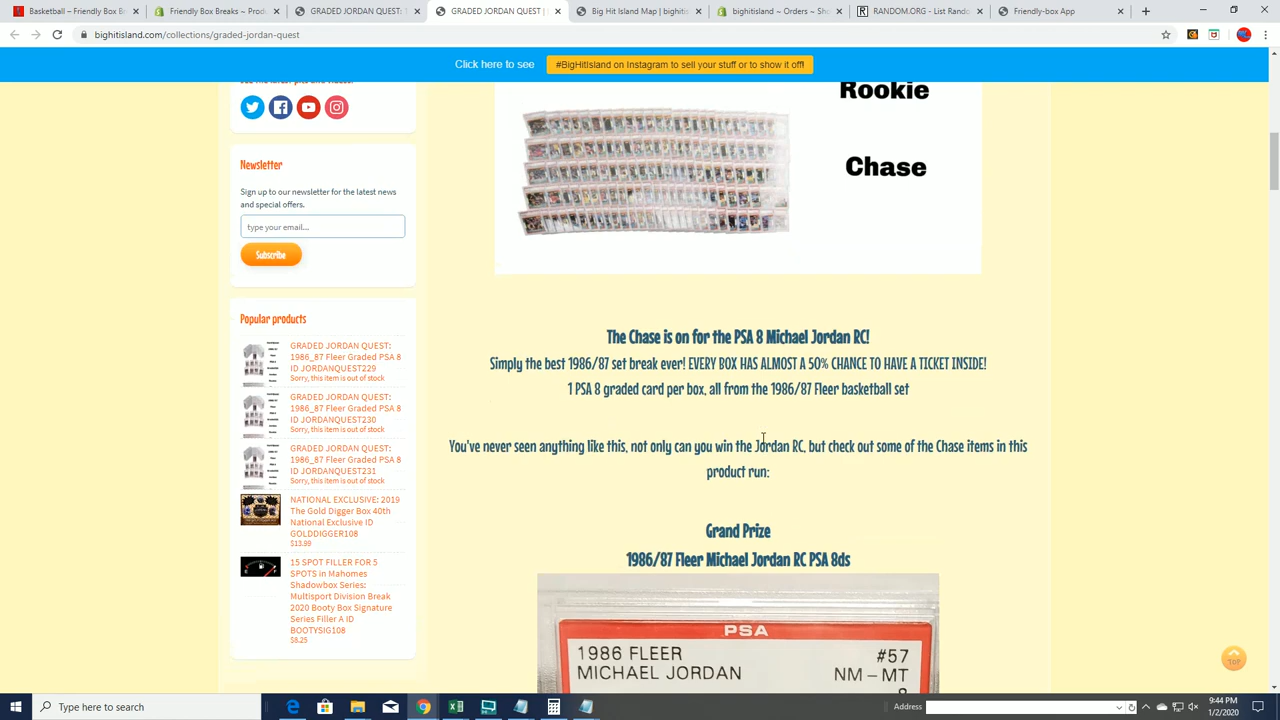 Basketball – Friendly Box Bre
Friendly Box Breaks - Graded J
GRADED JORDAN QUEST: 1986
GRADED JORDAN QUEST
Big Hit Island - Mabel's Labels
bighitisland ~ Orders ~ Shopify
RANDOM.ORG - List Randomiz
Friendly-box App
bighitisland.com/collections/graded-jordan-quest
Click here to see
#BigHitIsland on Instagram to sell your stuff or to show it off!
Rookie
Chase
Newsletter
Sign up to our newsletter for the latest news
and special offers.
type your email...
Subscribe
Popular products
GRADED JORDAN QUEST:
1986_87 Fleer Graded PSA 8
ID JORDANQUEST229
Sorry, this item is out of stock
GRADED JORDAN QUEST:
1986_87 Fleer Graded PSA 8
ID JORDANQUEST230
Sorry, this item is out of stock
GRADED JORDAN QUEST:
1986_87 Fleer Graded PSA 8
ID JORDANQUEST231
Sorry, this item is out of stock
NATIONAL EXCLUSIVE: 2019
The Gold Digger Box 40th
National Exclusive ID
GOLDDIGGER108
$13.99
15 SPOT FILLER FOR 5
SPOTS in Mahomes
Shadowbox Series:
Multisport Division Break
2020 Booty Box Signature
Series Filler A ID
BOOTYSIG108
$8.25
The Chase is on for the PSA 8 Michael Jordan RC!
Simply the best 1986/87 set break ever! EVERY BOX HAS ALMOST A 50% CHANCE TO HAVE A TICKET INSIDE!
1 PSA 8 graded card per box, all from the 1986/87 Fleer basketball set
You've never seen anything like this, not only can you win the Jordan RC, but check out some of the Chase items in this
product run:
Grand Prize
1986/87 Fleer Michael Jordan RC PSA 8ds
PSA
1986 FLEER
#57
MICHAEL JORDAN
NM - MT
TOP
Type here to search
Address
9:44 PM
1/2/2020